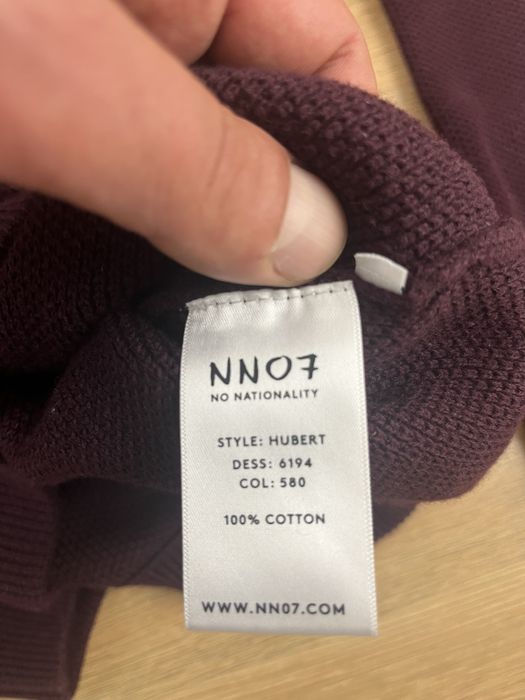 NN07
NO NATIONALITY
STYLE: HUBERT
DESS: 6194
COL: 580
100% COTTON
WWW.NN07.COM